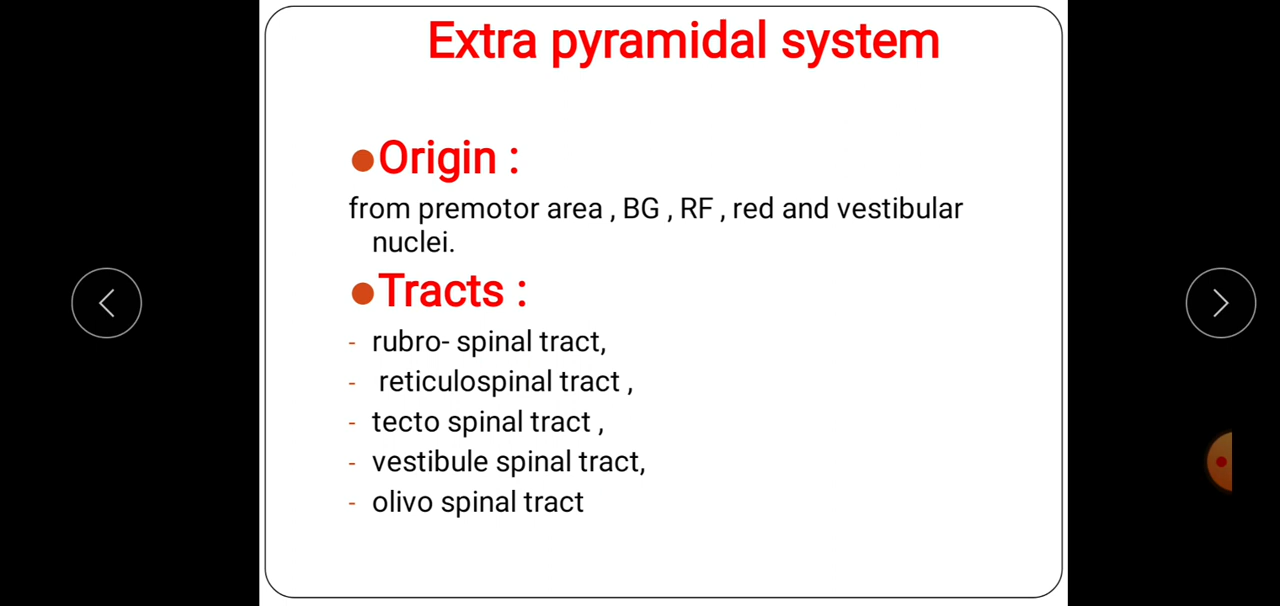 Extra pyramidal system
●Origin :
from premotor area , BG , RF , red and vestibular
nuclei.
●Tracts :
- rubro- spinal tract,
- reticulospinal tract ,
- tecto spinal tract ,
- vestibule spinal tract,
- olivo spinal tract